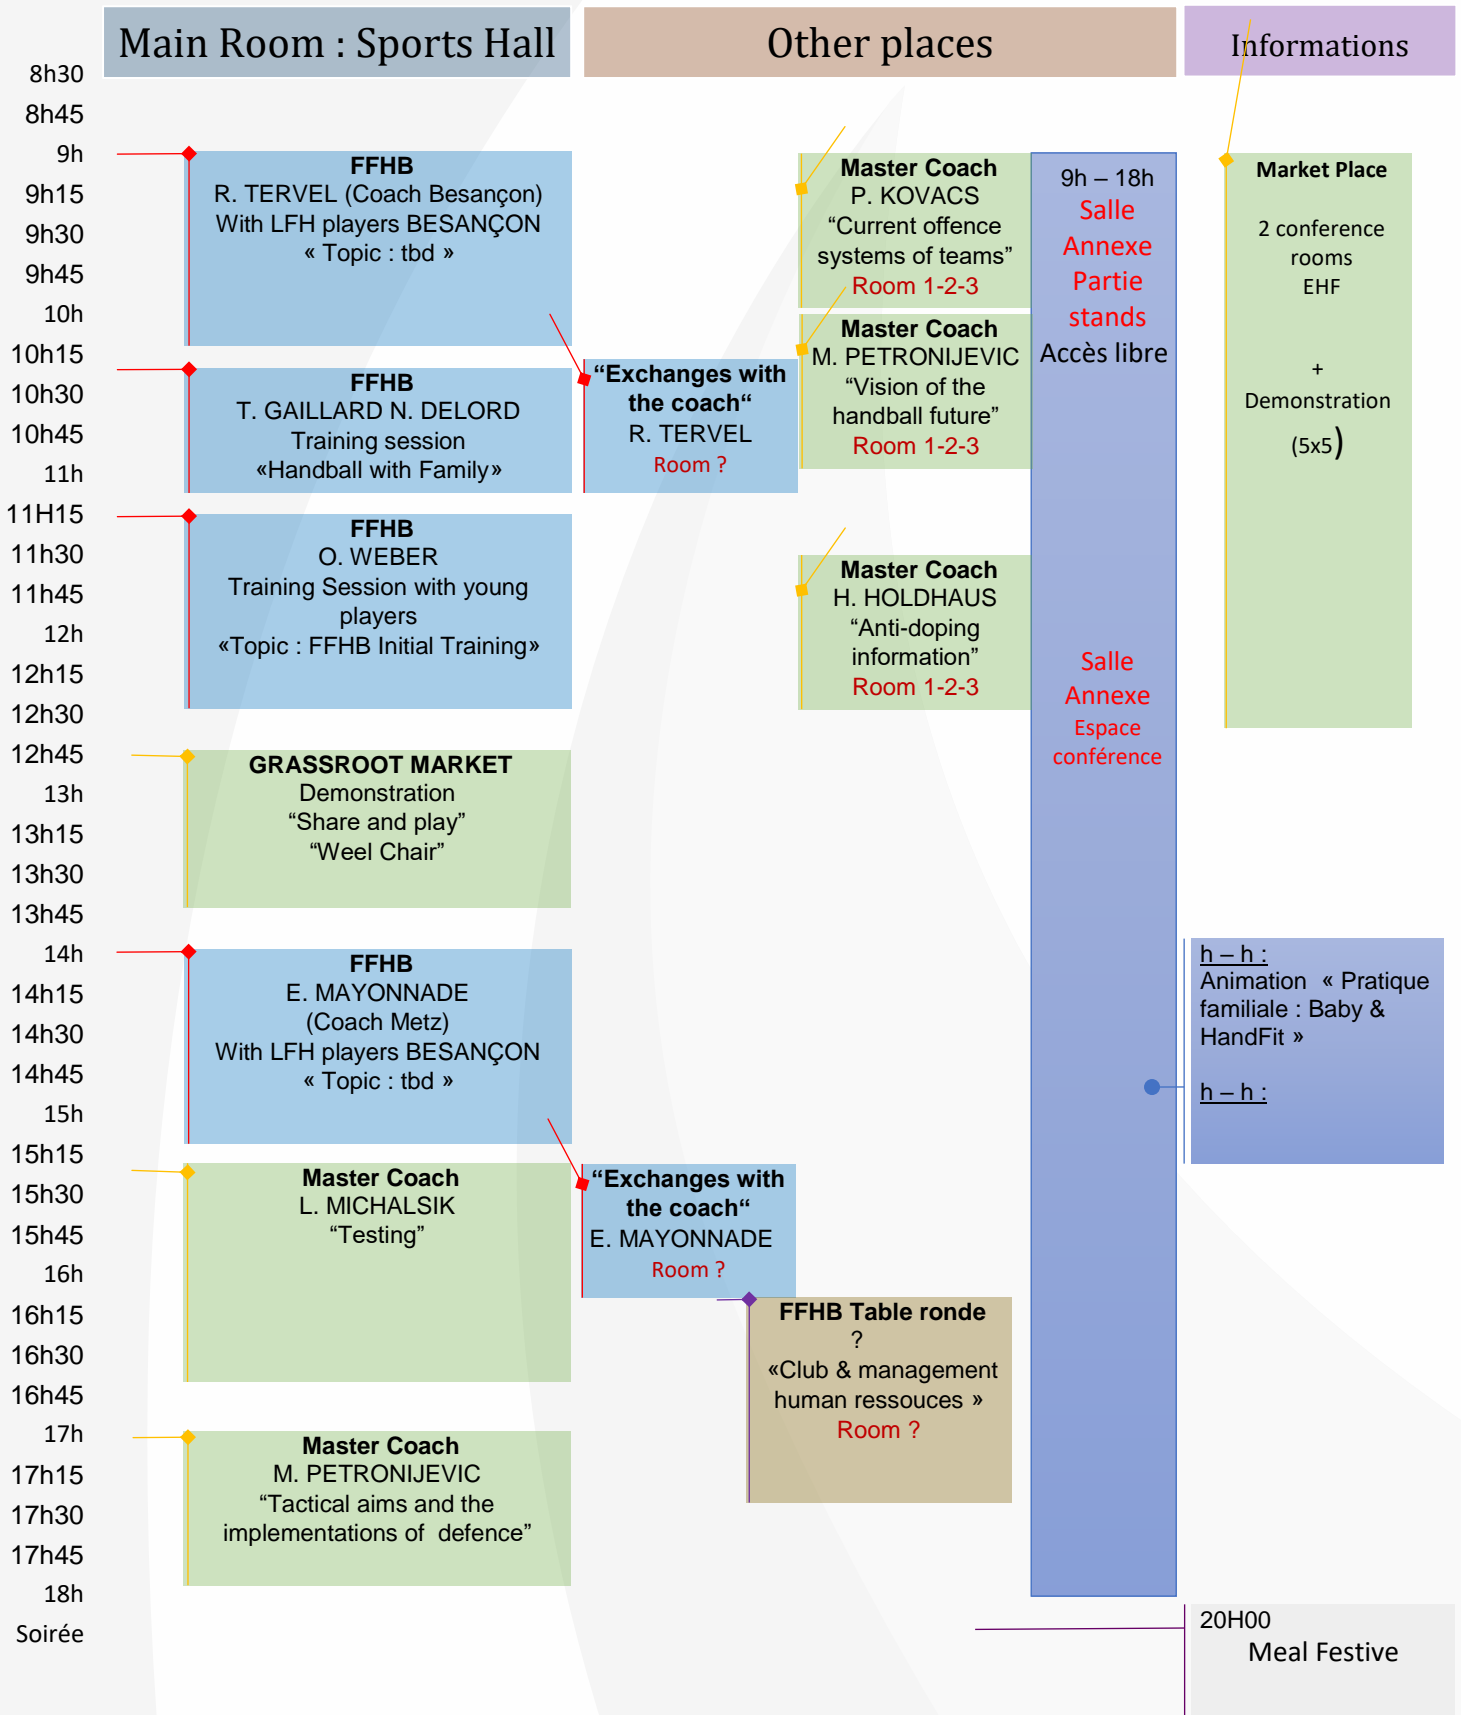 Main Room : Sports Hall
Other places
Informations
8h30
8h45
9h
9h15
9h30
9h45
10h
10h15
10h30
10h45
11h
11H15
11h30
11h45
12h
12h15
12h30
12h45
13h
13h15
13h30
13h45
14h
14h15
14h30
14h45
15h
15h15
15h30
15h45
16h
16h15
16h30
16h45
17h
17h15
17h30
17h45
18h
Soirée
FFHB
R. TERVEL (Coach Besançon)
With LFH players BESANÇON
« Topic : tbd »
FFHB
T. GAILLARD N. DELORD
Training session
«Handball with Family»
FFHB
O. WEBER
Training Session with young
players
«Topic : FFHB Initial Training»
GRASSROOT MARKET
Demonstration
“Share and play”
“Weel Chair”
FFHB
E. MAYONNADE
(Coach Metz)
With LFH players BESANÇON
« Topic : tbd »
Master Coach
L. MICHALSIK
“Testing”
Master Coach
M. PETRONIJEVIC
“Tactical aims and the
implementations of  defence”
“Exchanges with
the coach“
R. TERVEL
Room ?
“Exchanges with
the coach“
E. MAYONNADE
Room ?
Master Coach
P. KOVACS
“Current offence
systems of teams”
Room 1-2-3
Master Coach
M. PETRONIJEVIC
“Vision of the
handball future”
Room 1-2-3
Master Coach
H. HOLDHAUS
“Anti-doping
information”
Room 1-2-3
FFHB Table ronde
?
«Club & management
human ressouces »
Room ?
9h – 18h
Salle
Annexe
Partie
stands
Accès libre
Salle
Annexe
Espace
conférence
Market Place
2 conference
rooms
EHF
+
Demonstration
(5x5)
h – h :
Animation  « Pratique
familiale : Baby &
HandFit »
h – h :
20H00
Meal Festive